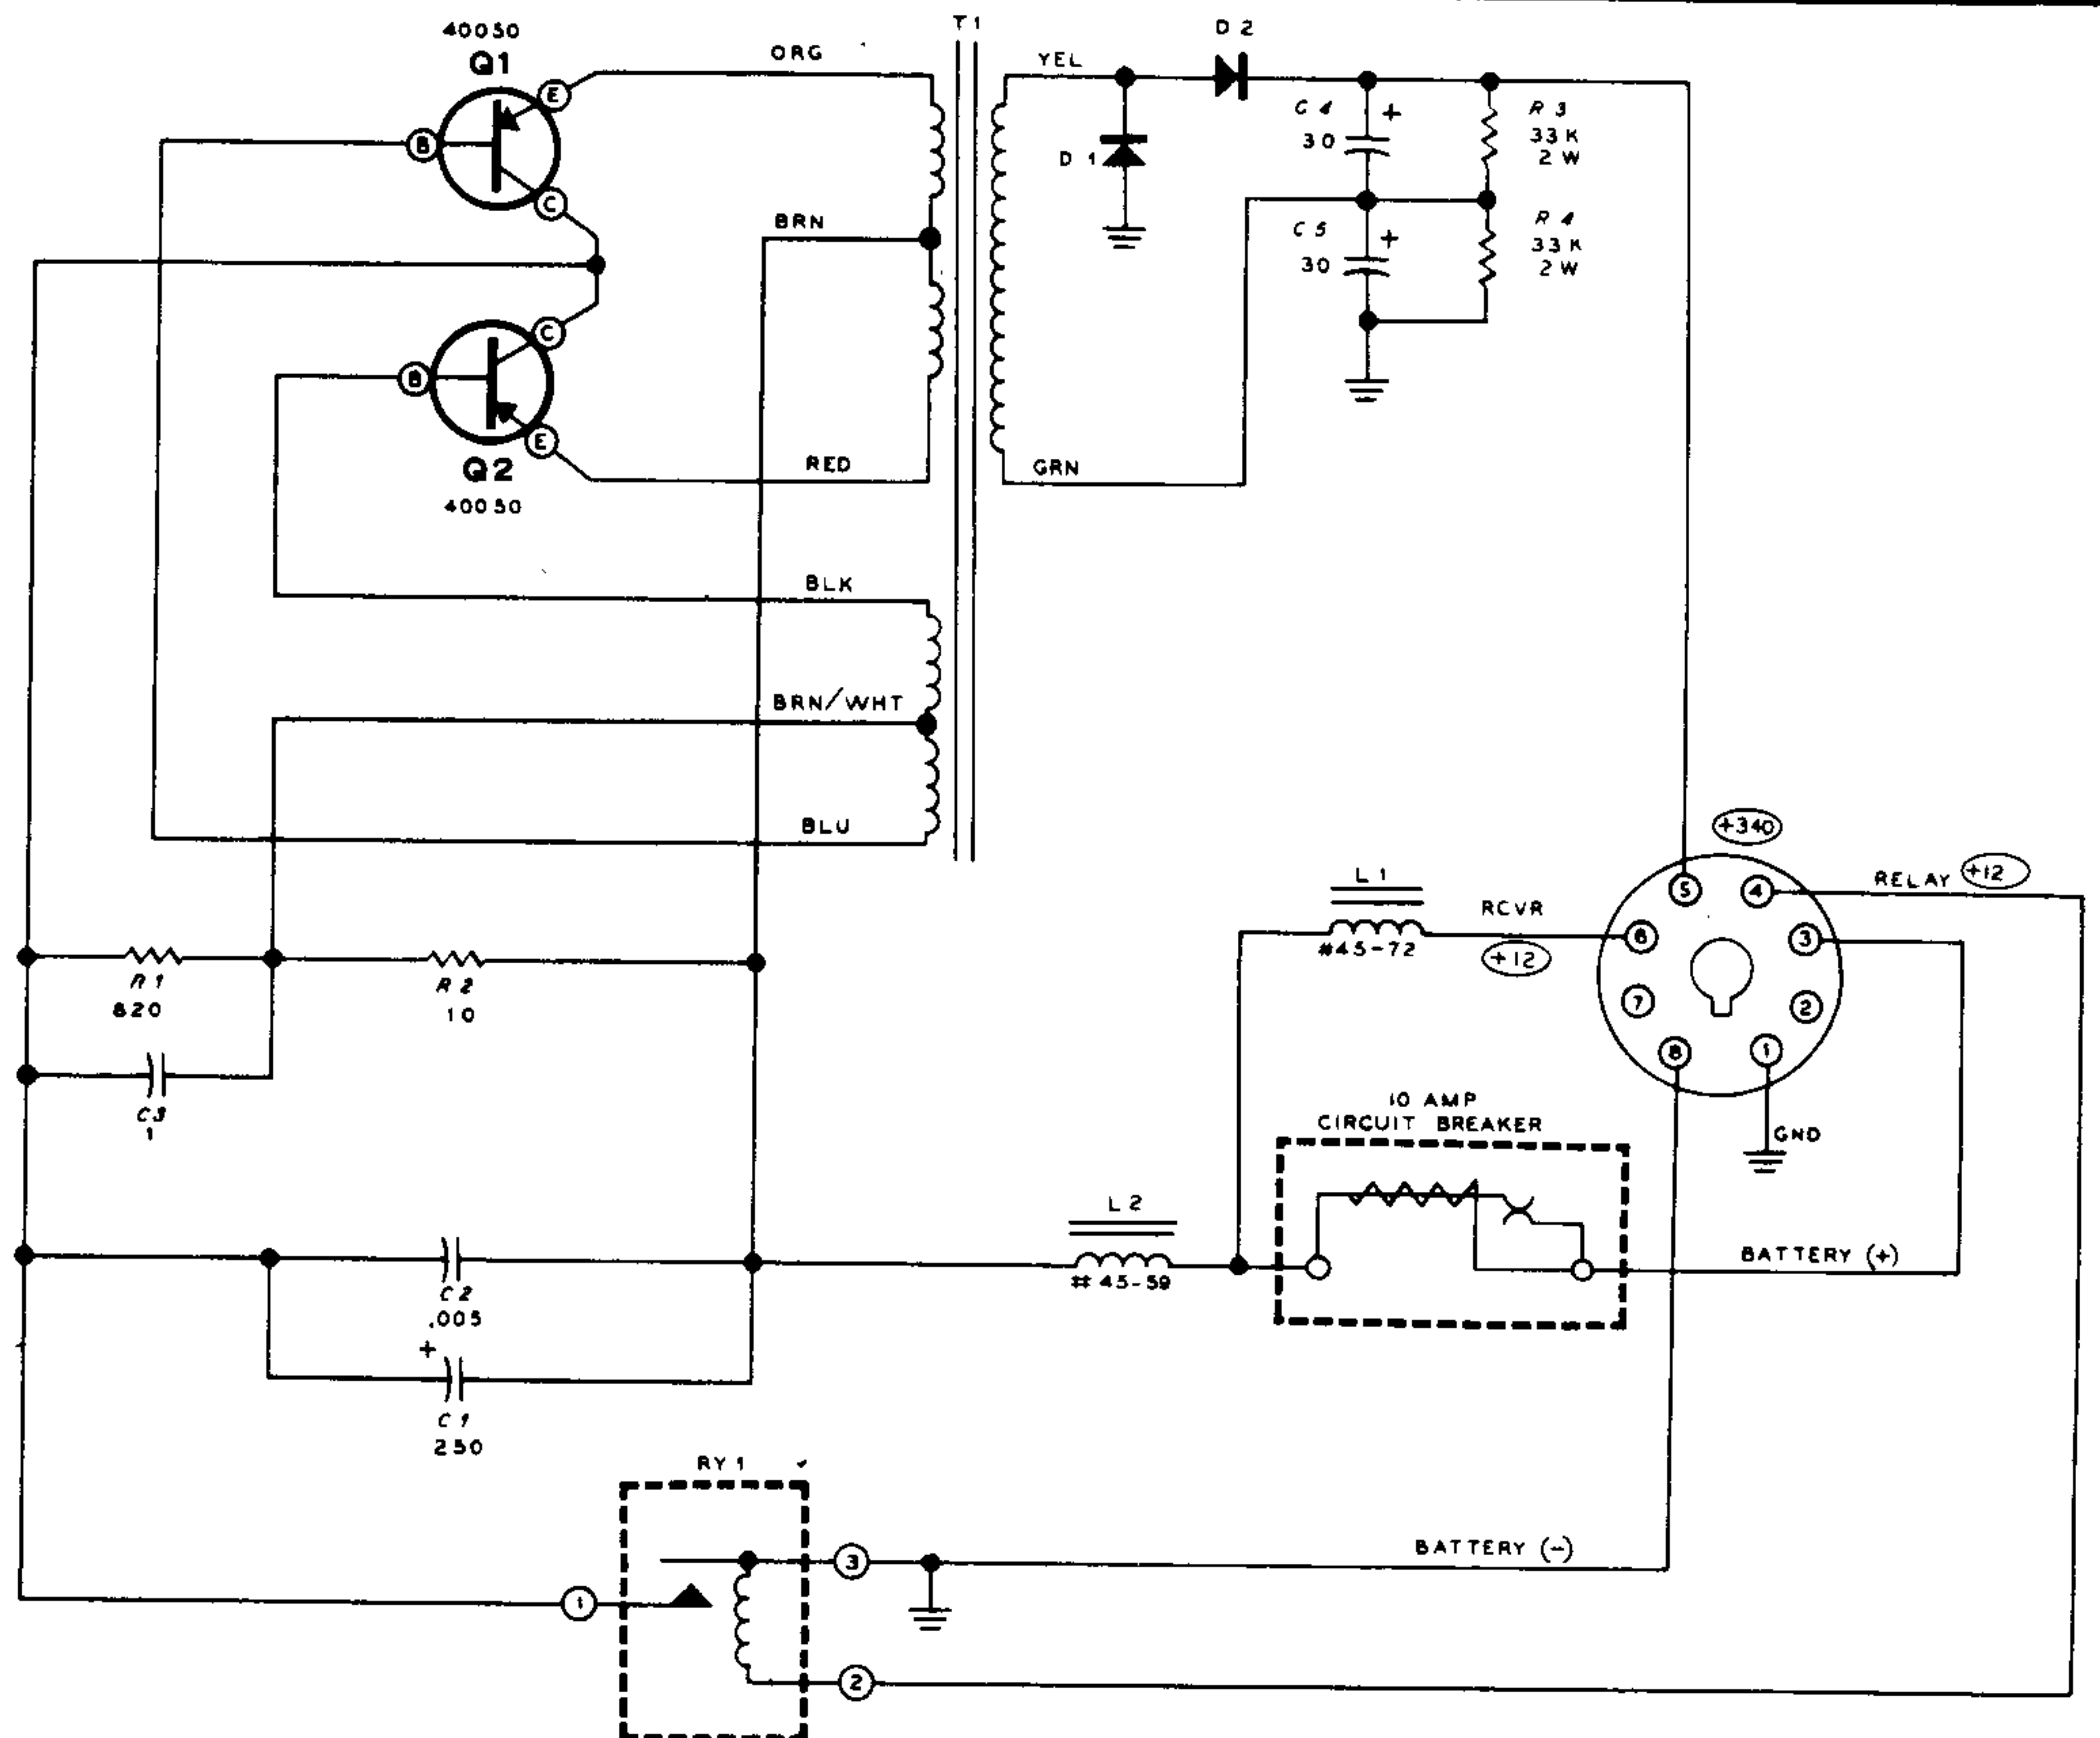 40050
Q1
E
B
C
C
B
E
Q2
40050
ORG
BRN
RED
BLK
BRN/WHT
BLU
T1
YEL
GRN
D2
D1
C4
+
30
R3
33K
2W
C5
+
30
R4
33K
2W
R1
820
R2
10
C3
1
C2
.005
+
C1
250
L1
#45-72
RCVR
+12
+340
RELAY +12
5
4
6
3
7
2
8
1
GND
10 AMP
CIRCUIT BREAKER
L2
#45-59
BATTERY (+)
RY1
BATTERY (-)
3
1
2